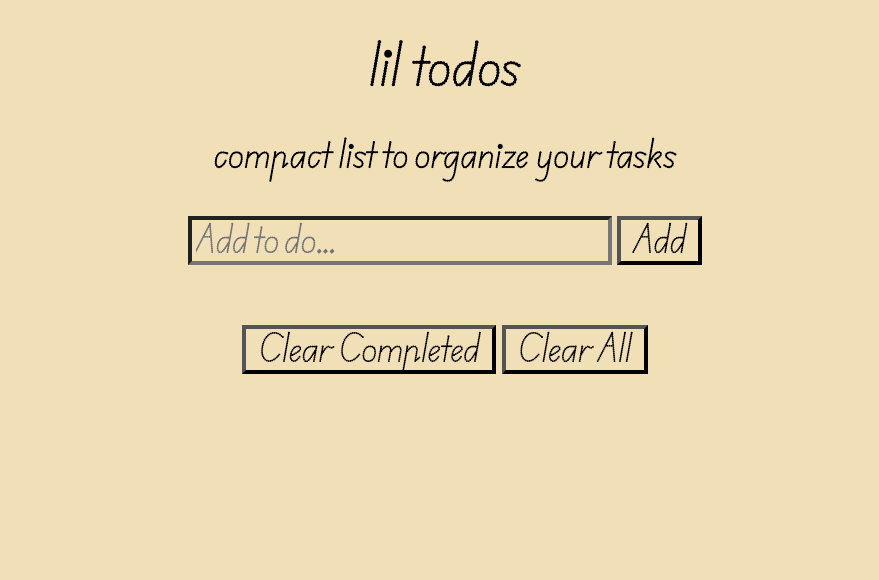 lil todos
compact list to organize your tasks
Add to do... Add
Clear Completed Clear All